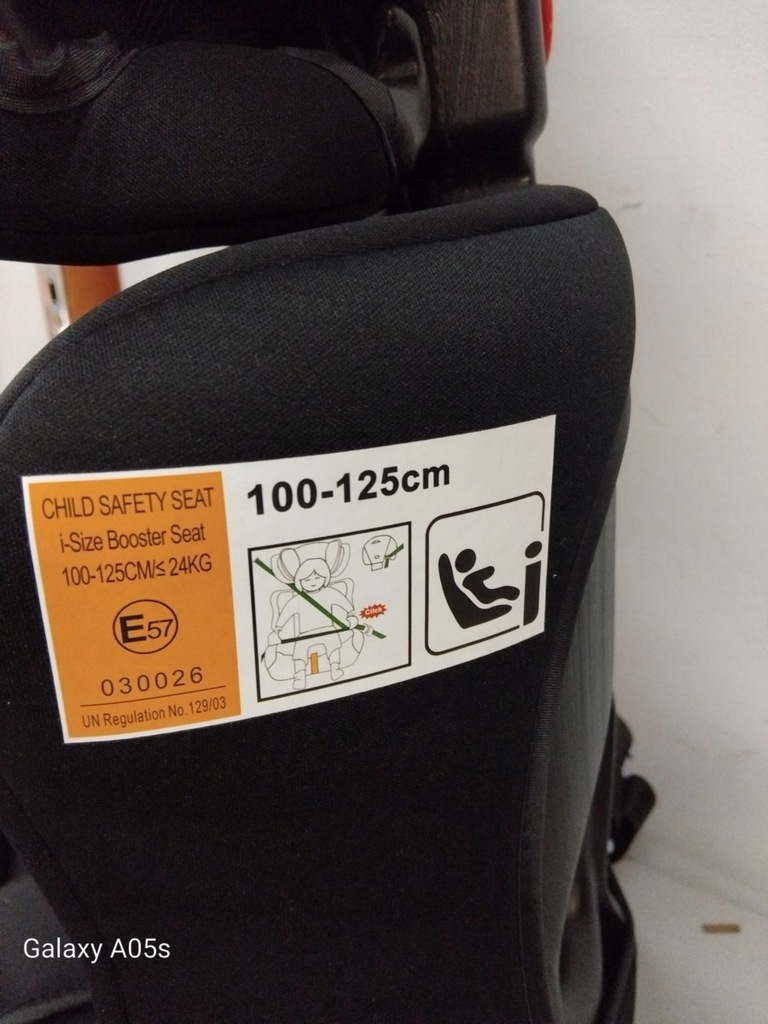 CHILD SAFETY SEAT
i-Size Booster Seat
100-125CM/≤24KG
E57
030026
UN Regulation No.129/03
100-125cm
Click
i
Galaxy A05s